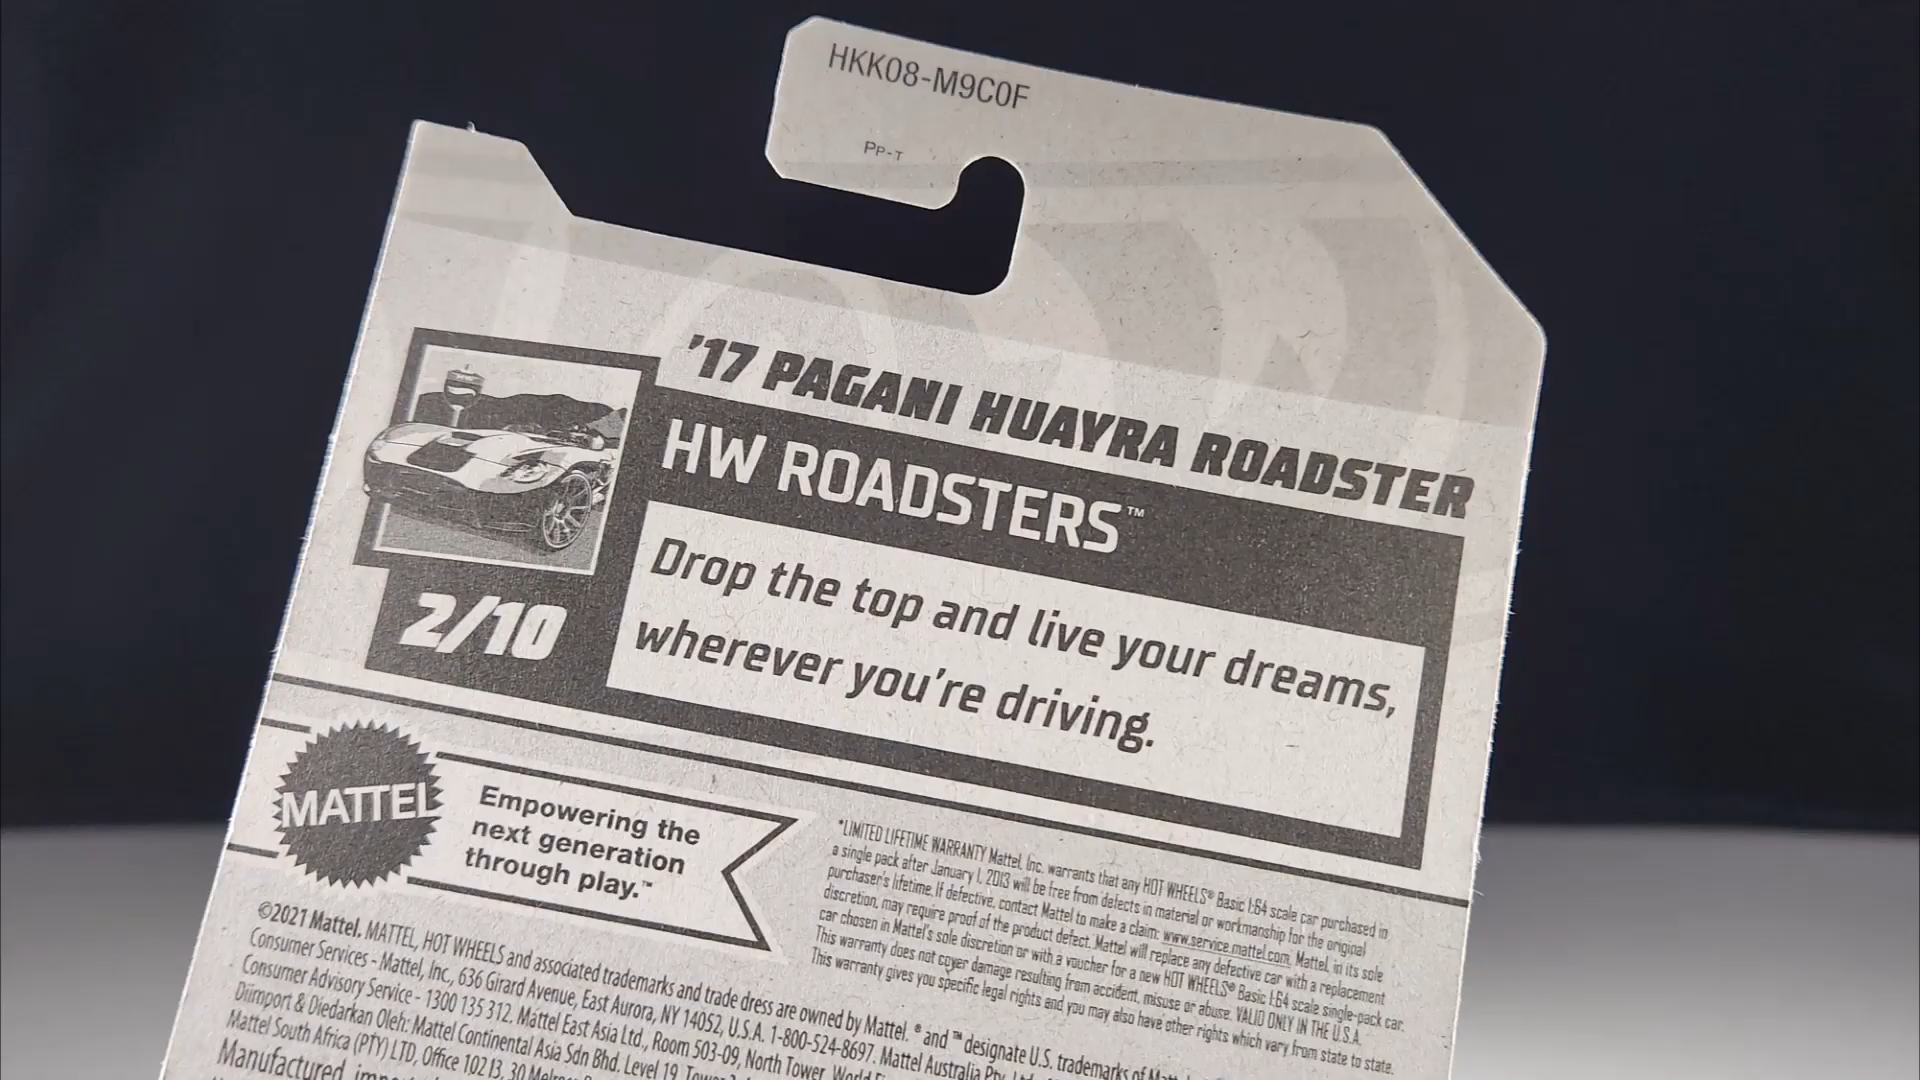 HKK08-M9C0F
PP-T
'17 PAGANI HUAYRA ROADSTER
HW ROADSTERS™
Drop the top and live your dreams,
wherever you're driving.
2/10
MATTEL
Empowering the
next generation
through play.™
*LIMITED LIFETIME WARRANTY Mattel, Inc. warrants that any HOT WHEELS® Basic 1:64 scale car purchased in
a single pack after January 1, 2013 will be free from defects in material or workmanship for the original
purchaser's lifetime. If defective, contact Mattel to make a claim: www.service.mattel.com. Mattel, in its sole
discretion, may require proof of the product defect. Mattel will replace any defective car with a replacement
car chosen in Mattel's sole discretion or with a voucher for a new HOT WHEELS® Basic 1:64 scale single-pack car.
This warranty does not cover damage resulting from accident, misuse or abuse. VALID ONLY IN THE U.S.A.
This warranty gives you specific legal rights and you may also have other rights which vary from state to state.
©2021 Mattel. MATTEL, HOT WHEELS and associated trademarks and trade dress are owned by Mattel. ® and ™ designate U.S. trademarks of
Consumer Services - Mattel, Inc., 636 Girard Avenue, East Aurora, NY 14052, U.S.A. 1-800-524-8697. Mattel Australia Pty.
Consumer Advisory Service - 1300 135 312. Mattel East Asia Ltd., Room 503-09, North Tower, World
Diimport & Diedarkan Oleh: Mattel Continental Asia Sdn Bhd. Level 19,
Mattel South Africa (PTY) LTD, Office 102 I3, 30
Manufactured